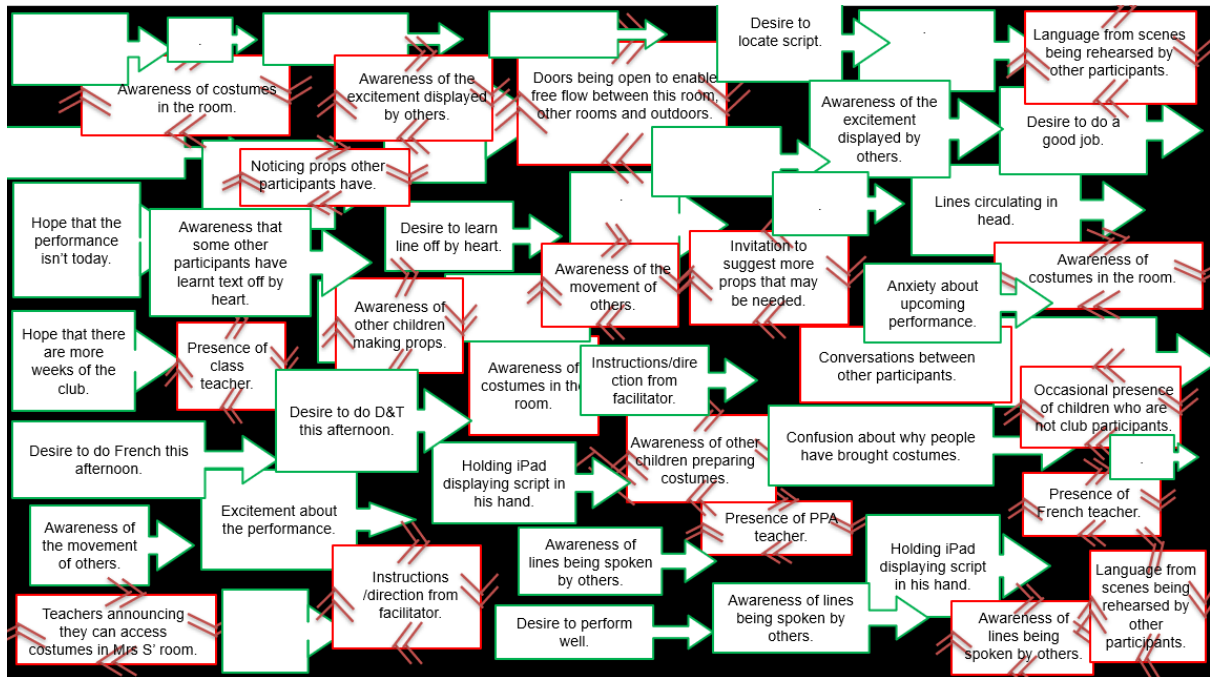 Desire to
locate script.
.
.
Language from
scenes being
rehearsed by
other participants.
Awareness of costumes
in the room.
Awareness of the
excitement displayed
by others.
Doors being open to enable
free flow between this room,
other rooms and outdoors.
Awareness of the
excitement
displayed by
others.
Desire to do a
good job.
Noticing props other
participants have.
Hope that the
performance
isn't today.
Awareness that
some other
participants have
learnt text off by
heart.
Desire to learn
line off by heart.
.
.
Lines circulating in
head.
Awareness of the
movement of
others.
Invitation to
suggest more
props that may
be needed.
Awareness of
costumes in the room.
Anxiety about
upcoming
performance.
Awareness of
other children
making props.
Hope that there
are more
weeks of the
club.
Presence of
class
teacher.
Awareness of
costumes in the
room.
Instructions/dire
ction from
facilitator.
Conversations between
other participants.
Occasional presence
of children who are
not club participants.
Desire to do D&T
this afternoon.
Desire to do French this
afternoon.
Holding iPad
displaying script in
his hand.
Awareness of other
children preparing
costumes.
Confusion about why people
have brought costumes.
.
Excitement about
the performance.
Presence of PPA
teacher.
Presence of
French teacher.
Awareness of
the movement
of others.
Instructions
/direction from
facilitator.
Awareness of
lines being spoken
by others.
Holding iPad
displaying script
in his hand.
Language from
scenes being
rehearsed by
other
participants.
Teachers announcing
they can access
costumes in Mrs S' room.
Desire to perform
well.
Awareness of lines
being spoken by
others.
Awareness of
lines being
spoken by others.